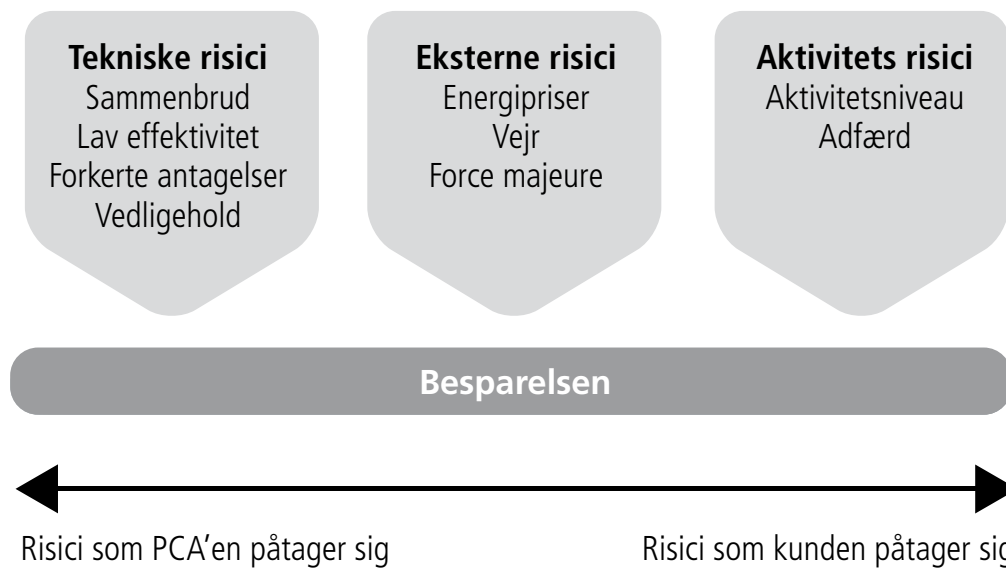 Tekniske risici
Sammenbrud
Lav effektivitet
Forkerte antagelser
Vedligehold
Eksterne risici
Energipriser
Vejr
Force majeure
Aktivitets risici
Aktivitetsniveau
Adfærd
Besparelsen
Risici som PCA’en påtager sig
Risici som kunden påtager sig